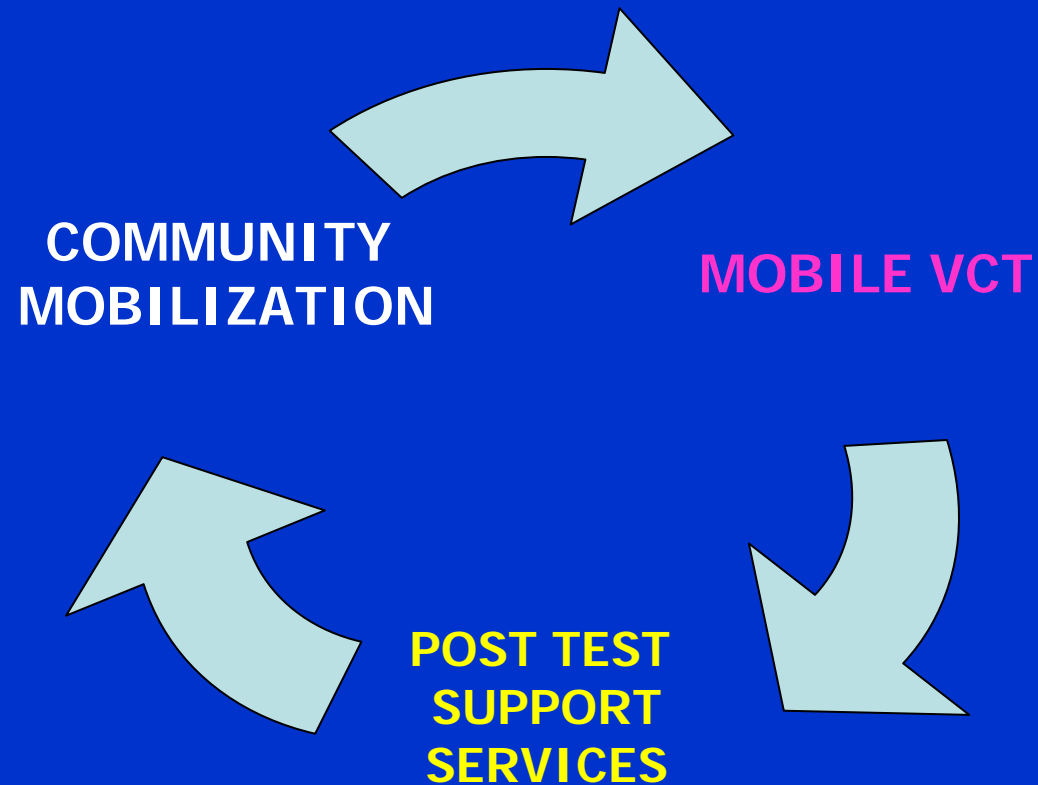 COMMUNITY
MOBILIZATION
MOBILE VCT
POST TEST
SUPPORT
SERVICES